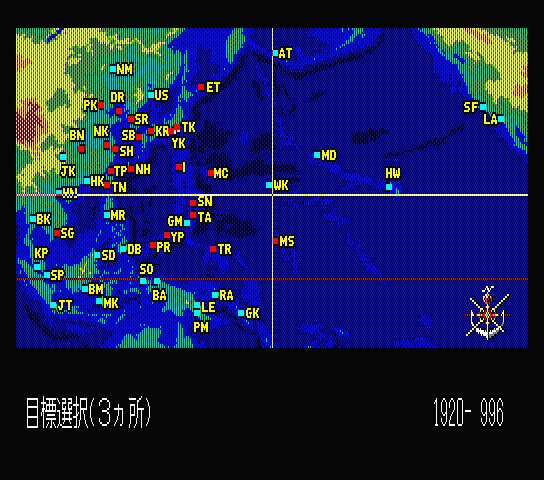 AT
NM
ET
DR
US
PK
SF
SR
LA
BN
NK
SB
KR
TK
YK
SH
MD
JK
TP
NH
I
MC
HW
HK
TN
WK
WN
SN
BK
MR
GM
TA
SG
YP
MS
KP
SD
DB
PR
TR
SP
SO
BM
BA
RA
JT
MK
LE
GK
PM
目標選択(3ヵ所) 1920- 996